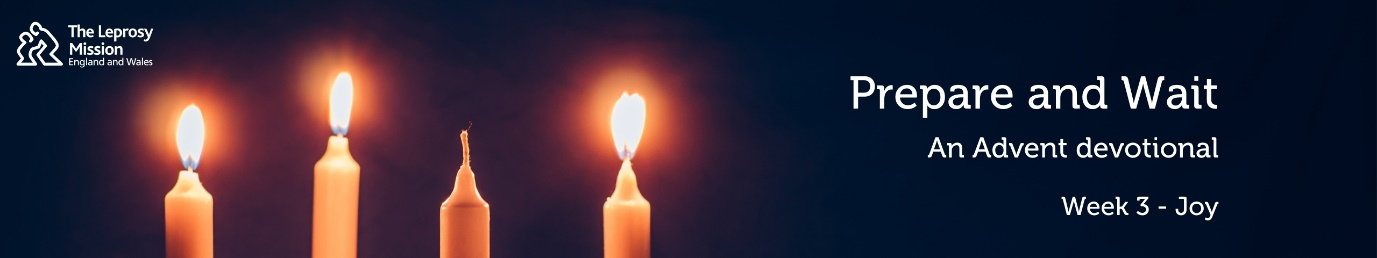 The Leprosy
Mission
England and Wales
Prepare and Wait
An Advent devotional
Week 3 - Joy